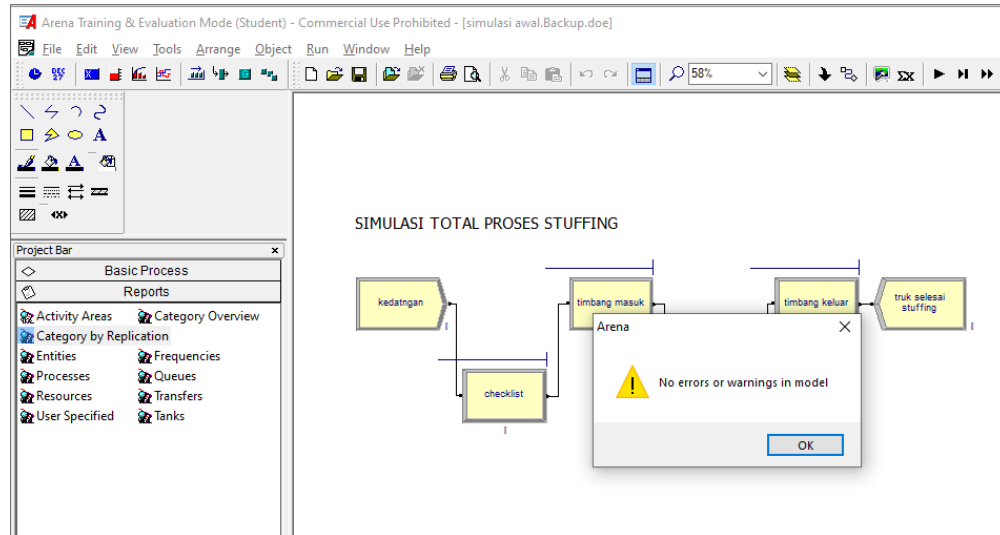 Arena Training & Evaluation Mode (Student) - Commercial Use Prohibited - [simulasi awal.Backup.doe]
File Edit View Tools Arrange Object Run Window Help
58%
A
A
SIMULASI TOTAL PROSES STUFFING
Project Bar
Basic Process
Reports
Activity Areas Category Overview
Category by Replication
Entities Frequencies
Processes Queues
Resources Transfers
User Specified Tanks
kedatngan
timbang masuk
timbang keluar
truk selesai
stuffing
checklist
Arena
No errors or warnings in model
OK